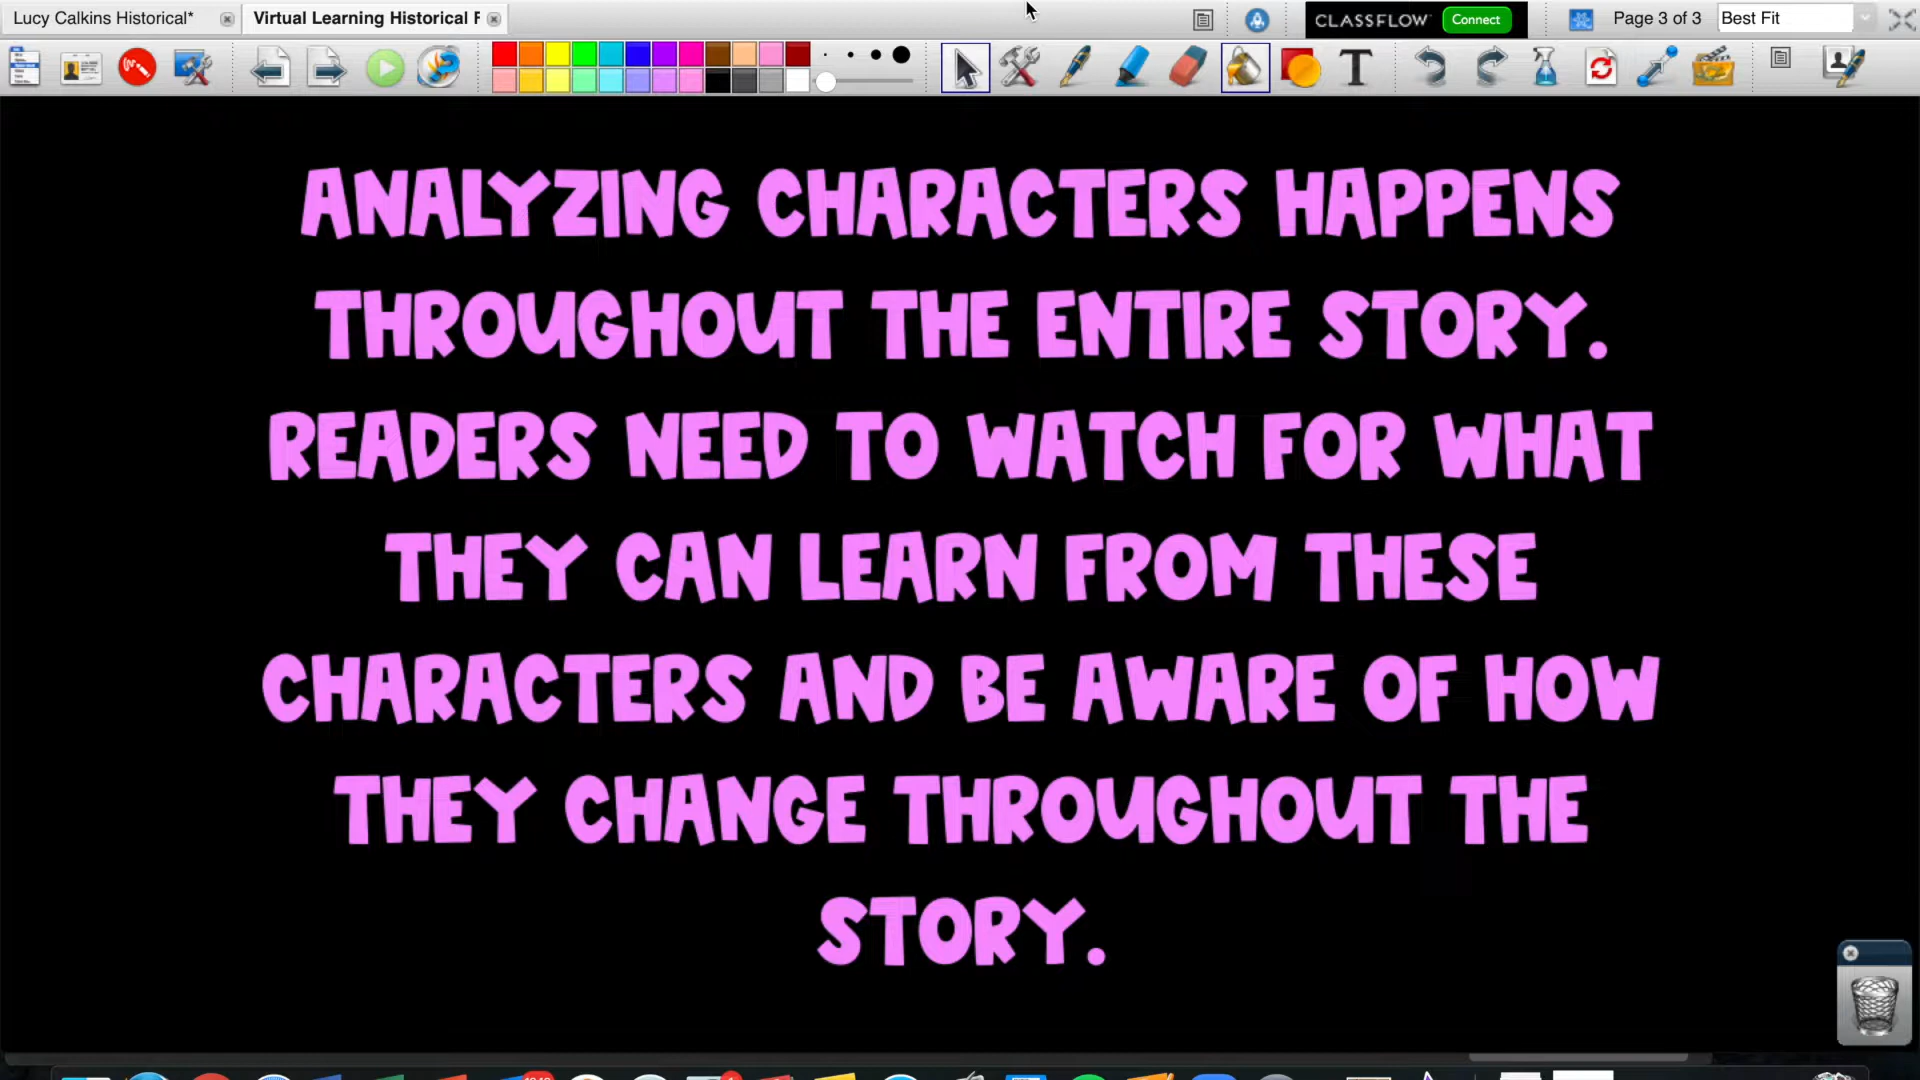 Lucy Calkins Historical*
Virtual Learning Historical F
CLASSFLOW Connect
Page 3 of 3
Best Fit
ANALYZING CHARACTERS HAPPENS
THROUGHOUT THE ENTIRE STORY.
READERS NEED TO WATCH FOR WHAT
THEY CAN LEARN FROM THESE
CHARACTERS AND BE AWARE OF HOW
THEY CHANGE THROUGHOUT THE
STORY.